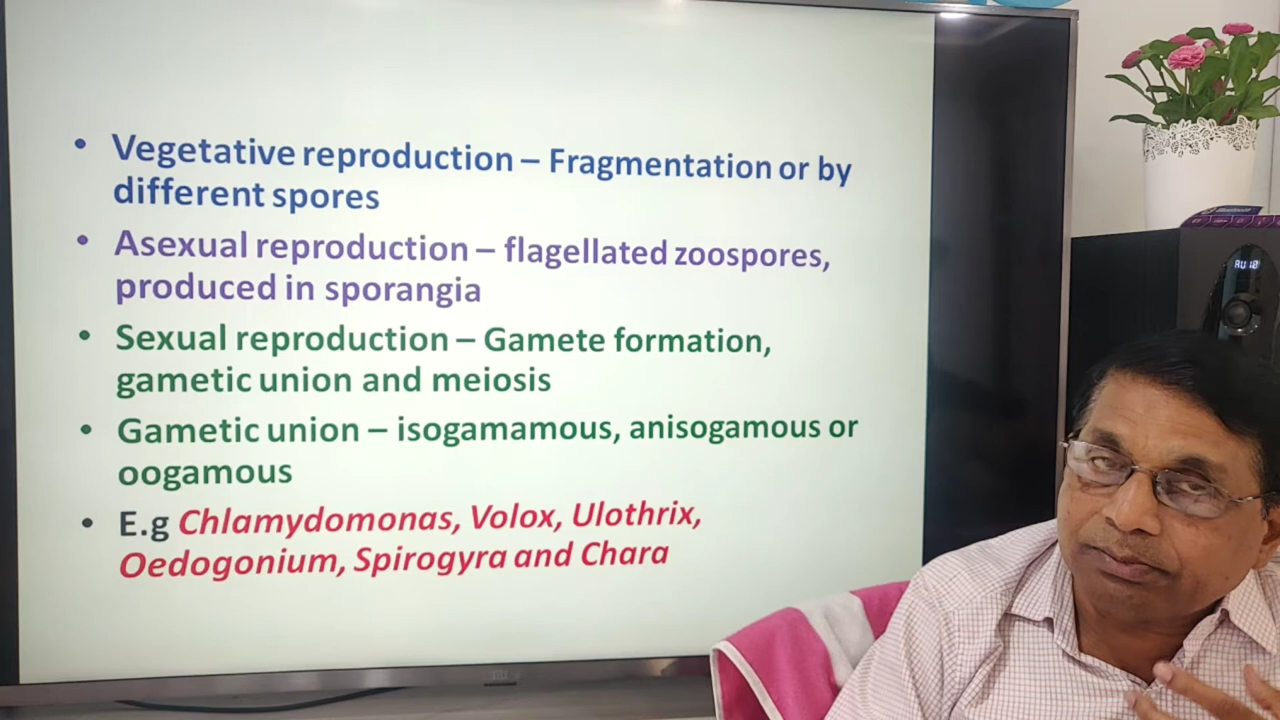 • Vegetative reproduction – Fragmentation or by
different spores
• Asexual reproduction – flagellated zoospores,
produced in sporangia
• Sexual reproduction – Gamete formation,
gametic union and meiosis
• Gametic union – isogamamous, anisogamous or
oogamous
• E.g Chlamydomonas, Volox, Ulothrix,
Oedogonium, Spirogyra and Chara